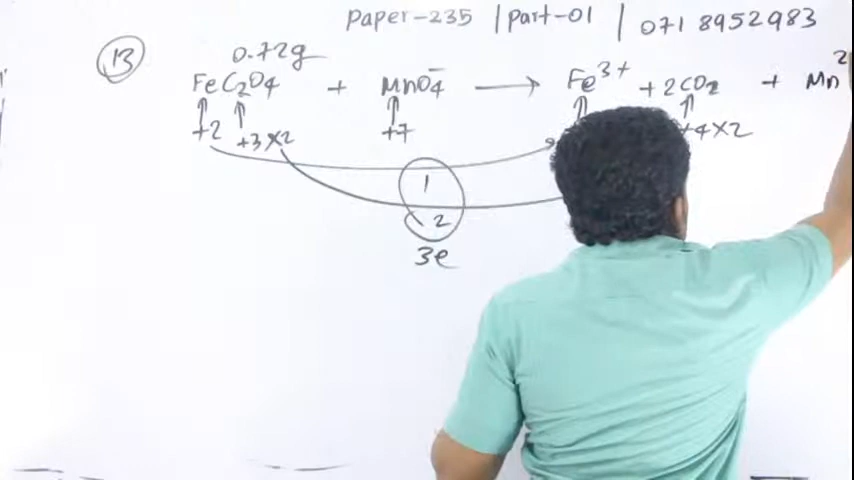 Paper-235 | Part-01 | 071 8952983
13
0.72g
FeC2O4 + MnO4⁻ → Fe³⁺ + 2CO2 + Mn²
+2 +3×2 +7 +4×2
1
2
3e